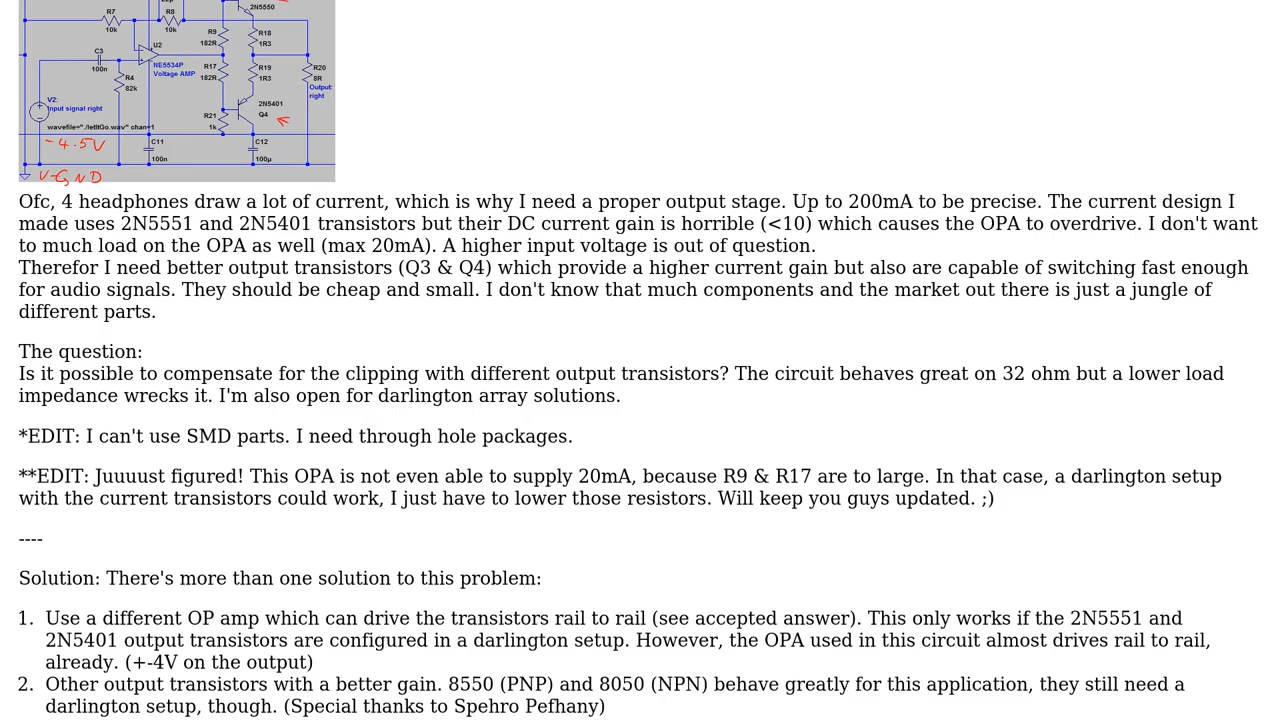 2N5550
22p
R7
R8
10k
10k
R9
182R
R18
1R3
U2
C3
100n
NE5534P
Voltage AMP
R17
182R
R19
1R3
R20
8R
Output:
right
R4
82k
V2:
Input signal right
2N5401
Q4
R21
1k
wavefile="./letItGo.wav" chan=1
-4.5V
C11
C12
100n
100µ
V-GND
Ofc, 4 headphones draw a lot of current, which is why I need a proper output stage. Up to 200mA to be precise. The current design I
made uses 2N5551 and 2N5401 transistors but their DC current gain is horrible (<10) which causes the OPA to overdrive. I don't want
to much load on the OPA as well (max 20mA). A higher input voltage is out of question.
Therefor I need better output transistors (Q3 & Q4) which provide a higher current gain but also are capable of switching fast enough
for audio signals. They should be cheap and small. I don't know that much components and the market out there is just a jungle of
different parts.
The question:
Is it possible to compensate for the clipping with different output transistors? The circuit behaves great on 32 ohm but a lower load
impedance wrecks it. I'm also open for darlington array solutions.
*EDIT: I can't use SMD parts. I need through hole packages.
**EDIT: Juuuust figured! This OPA is not even able to supply 20mA, because R9 & R17 are to large. In that case, a darlington setup
with the current transistors could work, I just have to lower those resistors. Will keep you guys updated. ;)
----
Solution: There's more than one solution to this problem:
1. Use a different OP amp which can drive the transistors rail to rail (see accepted answer). This only works if the 2N5551 and
2N5401 output transistors are configured in a darlington setup. However, the OPA used in this circuit almost drives rail to rail,
already. (+-4V on the output)
2. Other output transistors with a better gain. 8550 (PNP) and 8050 (NPN) behave greatly for this application, they still need a
darlington setup, though. (Special thanks to Spehro Pefhany)